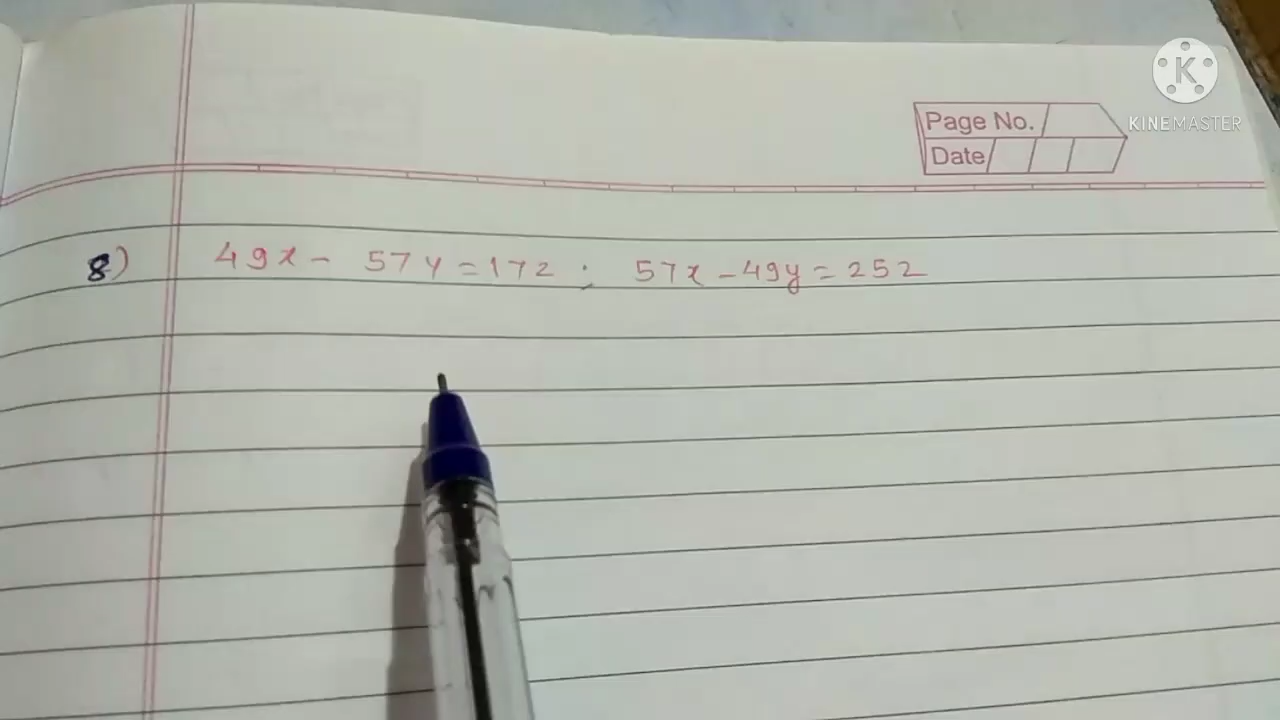 K
KINEMASTER
Page No.
Date
8) 49x - 57y = 172 ; 57x - 49y = 252